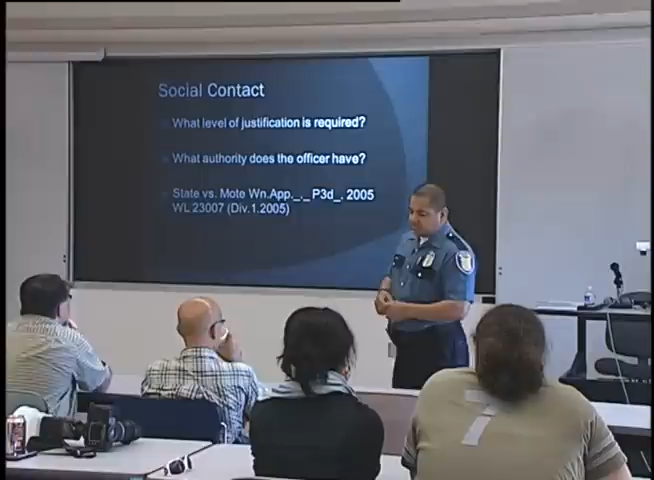 Social Contact
What level of justification is required?
What authority does the officer have?
State vs. Mote Wn.App._._ P3d_. 2005
WL 23007 (Div.1.2005)